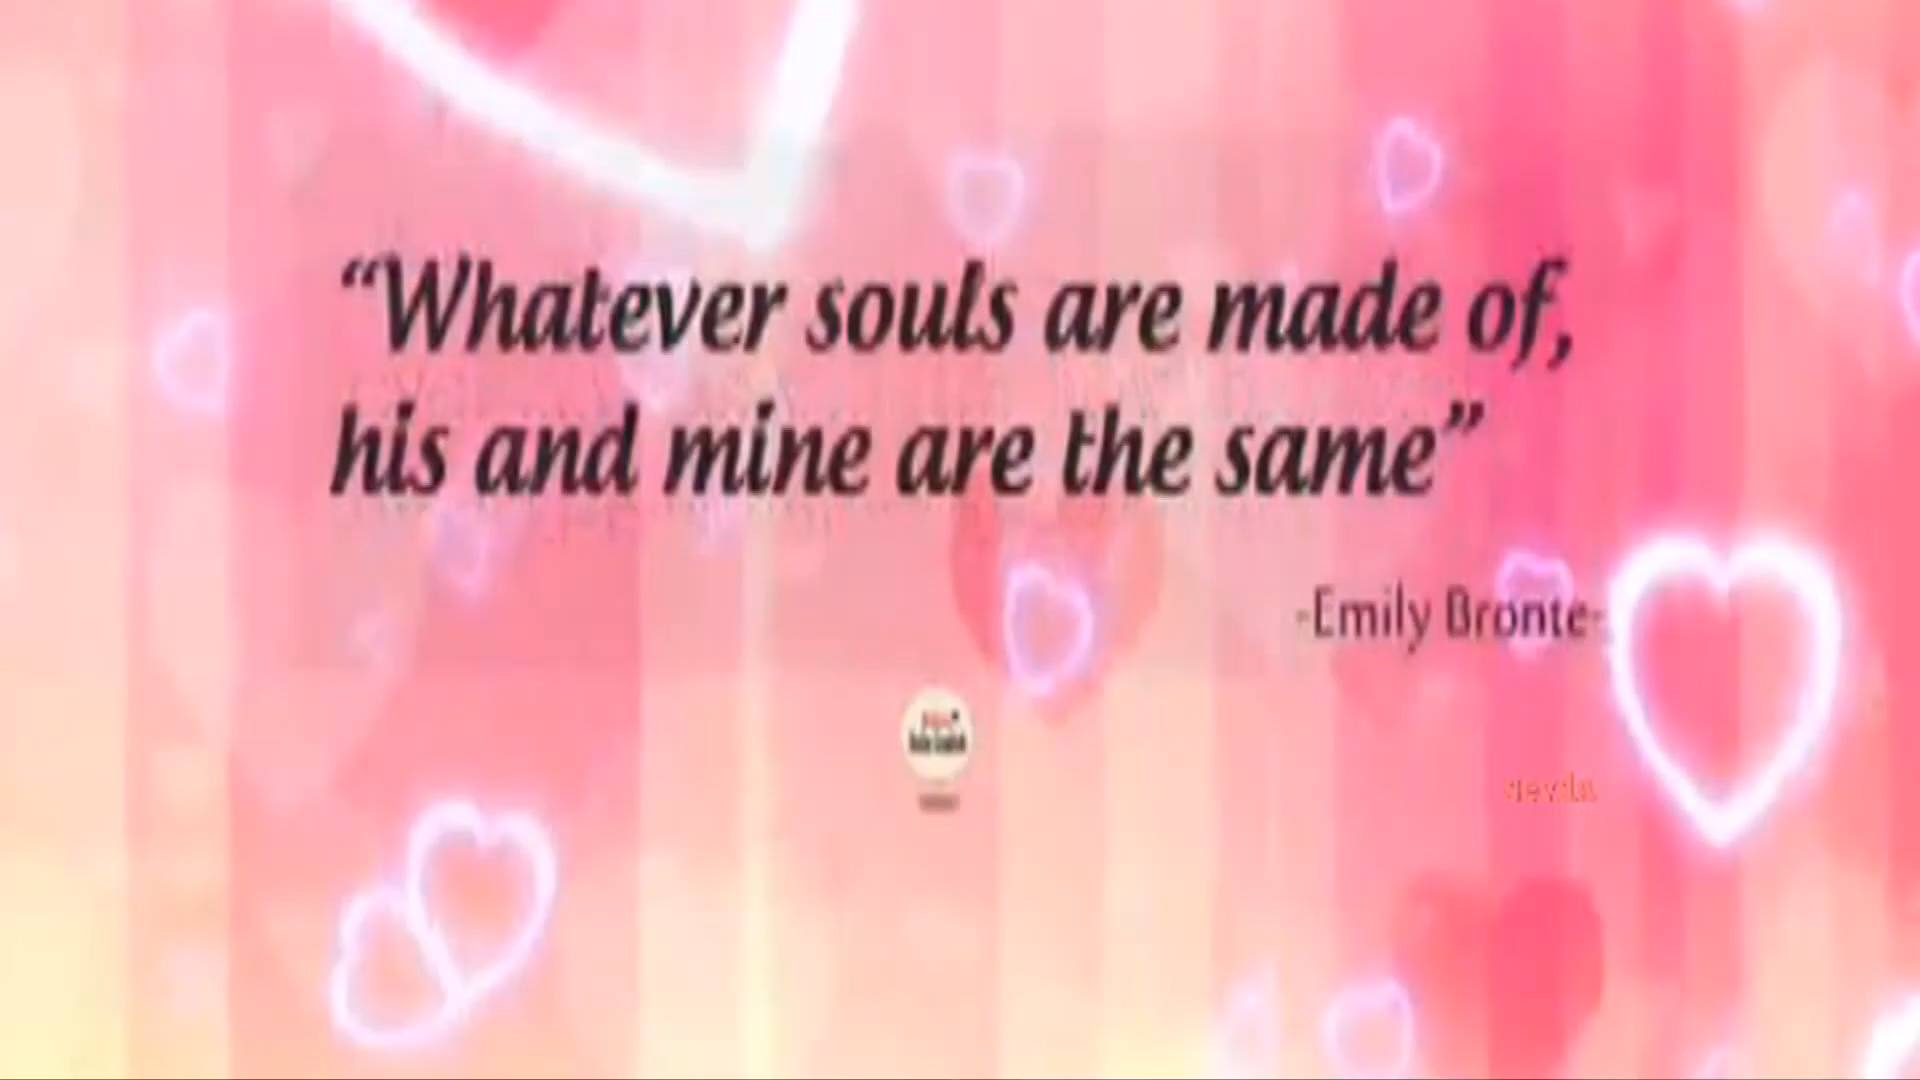 “Whatever souls are made of,
his and mine are the same”
-Emily Bronte-